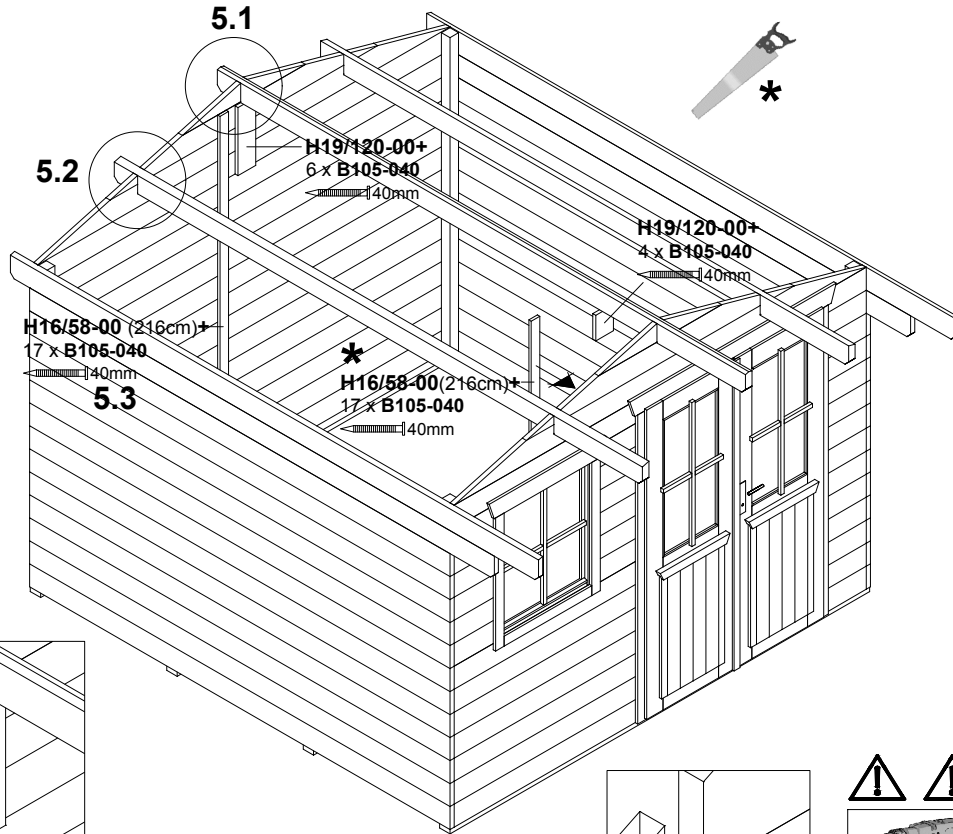 5.1
*
H19/120-00+
6 x B105-040
40mm
5.2
H19/120-00+
4 x B105-040
40mm
H16/58-00 (216cm)+
17 x B105-040
40mm
5.3
*
H16/58-00(216cm)+
17 x B105-040
40mm